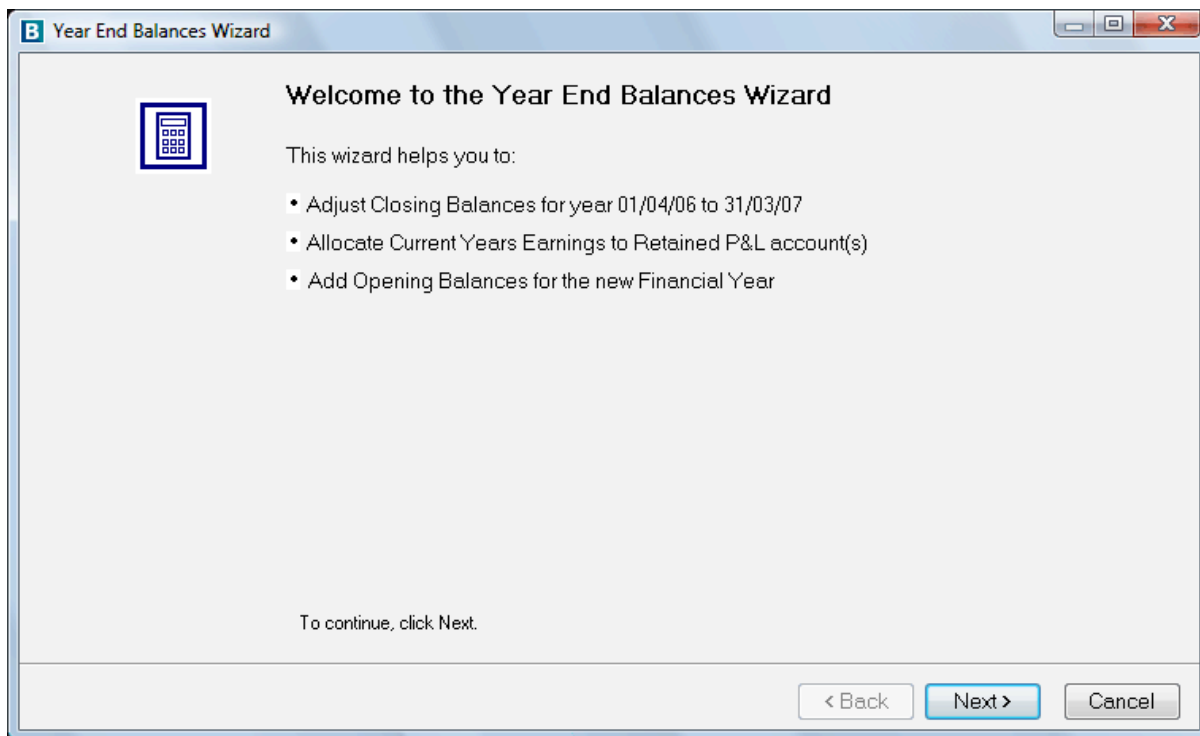 B Year End Balances Wizard
Welcome to the Year End Balances Wizard
This wizard helps you to:
• Adjust Closing Balances for year 01/04/06 to 31/03/07
• Allocate Current Years Earnings to Retained P&L account(s)
• Add Opening Balances for the new Financial Year
To continue, click Next.
< Back Next > Cancel